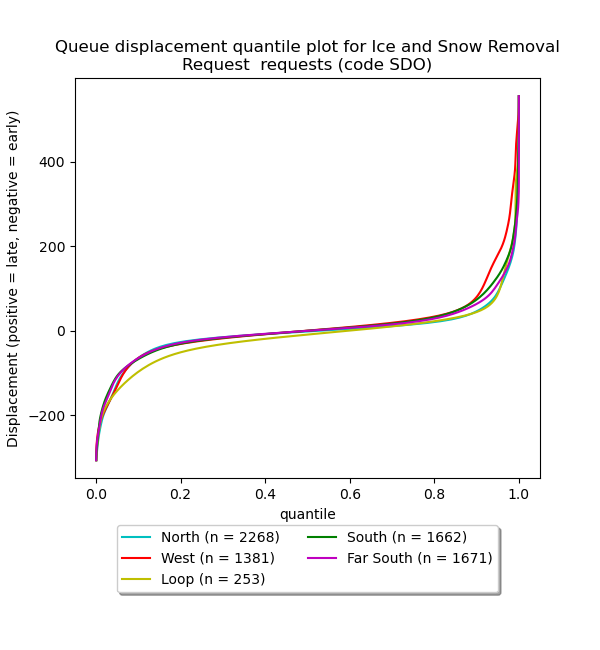 Queue displacement quantile plot for Ice and Snow Removal
Request  requests (code SDO)
Displacement (positive = late, negative = early)
400
200
0
−200
0.0 0.2 0.4 0.6 0.8 1.0
quantile
North (n = 2268)
West (n = 1381)
Loop (n = 253)
South (n = 1662)
Far South (n = 1671)